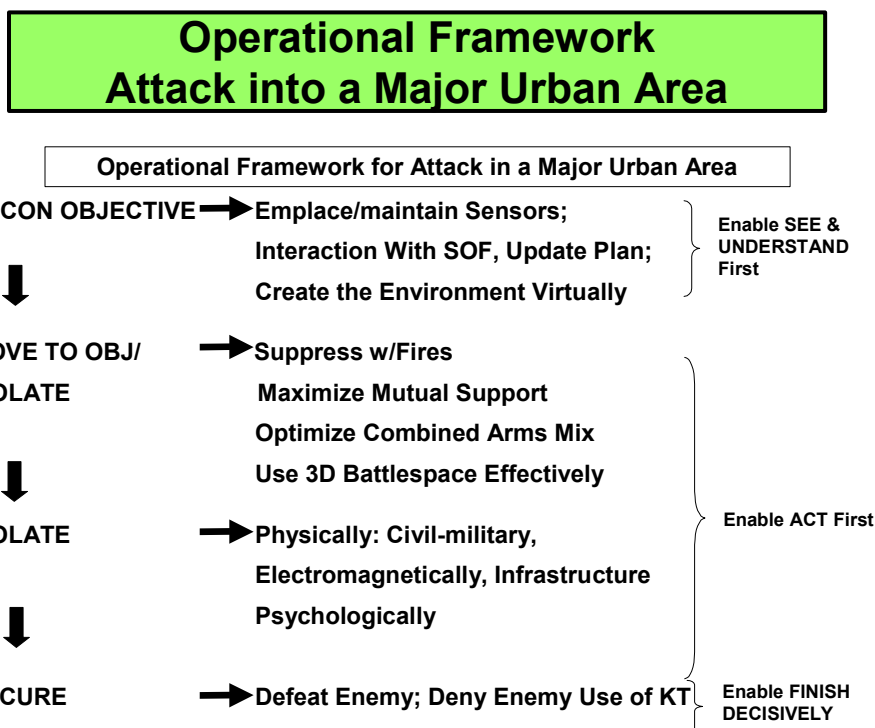 Operational Framework
Attack into a Major Urban Area
Operational Framework for Attack in a Major Urban Area
CON OBJECTIVE Emplace/maintain Sensors;
Interaction With SOF, Update Plan;
Create the Environment Virtually
Enable SEE &
UNDERSTAND
First
OVE TO OBJ/ Suppress w/Fires
OLATE Maximize Mutual Support
Optimize Combined Arms Mix
Use 3D Battlespace Effectively
OLATE Physically: Civil-military,
Electromagnetically, Infrastructure
Psychologically
Enable ACT First
CURE Defeat Enemy; Deny Enemy Use of KT
Enable FINISH
DECISIVELY